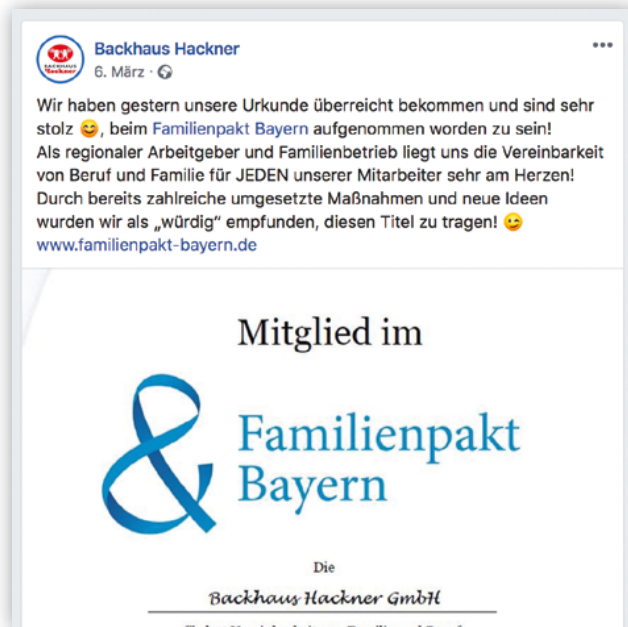 Backhaus Hackner
6. März
Wir haben gestern unsere Urkunde überreicht bekommen und sind sehr
stolz 😊, beim Familienpakt Bayern aufgenommen worden zu sein!
Als regionaler Arbeitgeber und Familienbetrieb liegt uns die Vereinbarkeit
von Beruf und Familie für JEDEN unserer Mitarbeiter sehr am Herzen!
Durch bereits zahlreiche umgesetzte Maßnahmen und neue Ideen
wurden wir als „würdig“ empfunden, diesen Titel zu tragen! 😉
www.familienpakt-bayern.de
Mitglied im
& Familienpakt
Bayern
Die
Backhaus Hackner GmbH